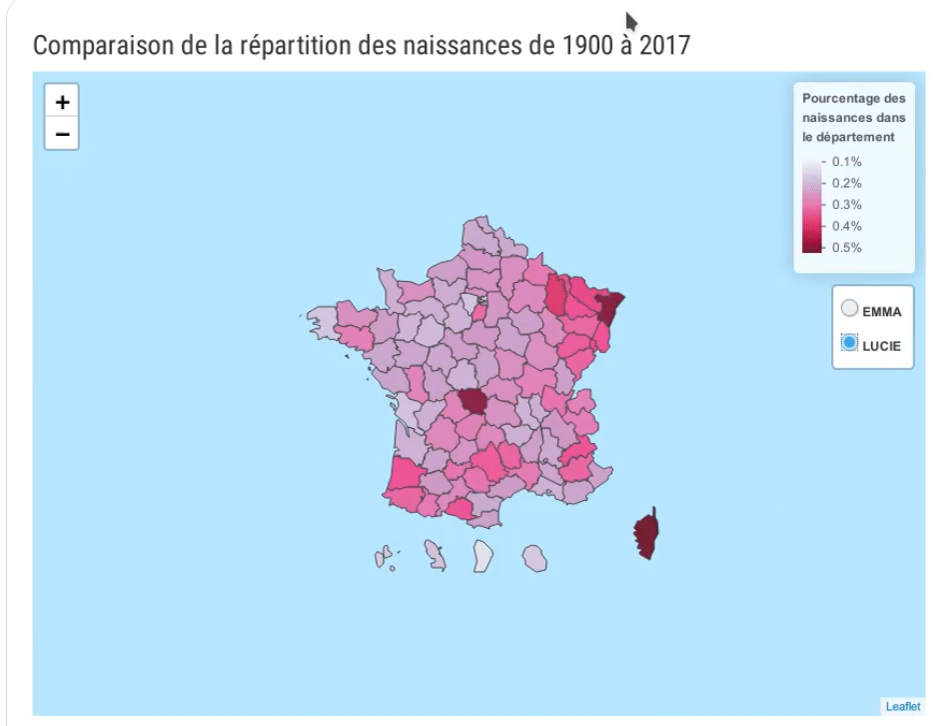 Comparaison de la répartition des naissances de 1900 à 2017
+
−
Pourcentage des
naissances dans
le département
0.1%
0.2%
0.3%
0.4%
0.5%
EMMA
LUCIE
Leaflet